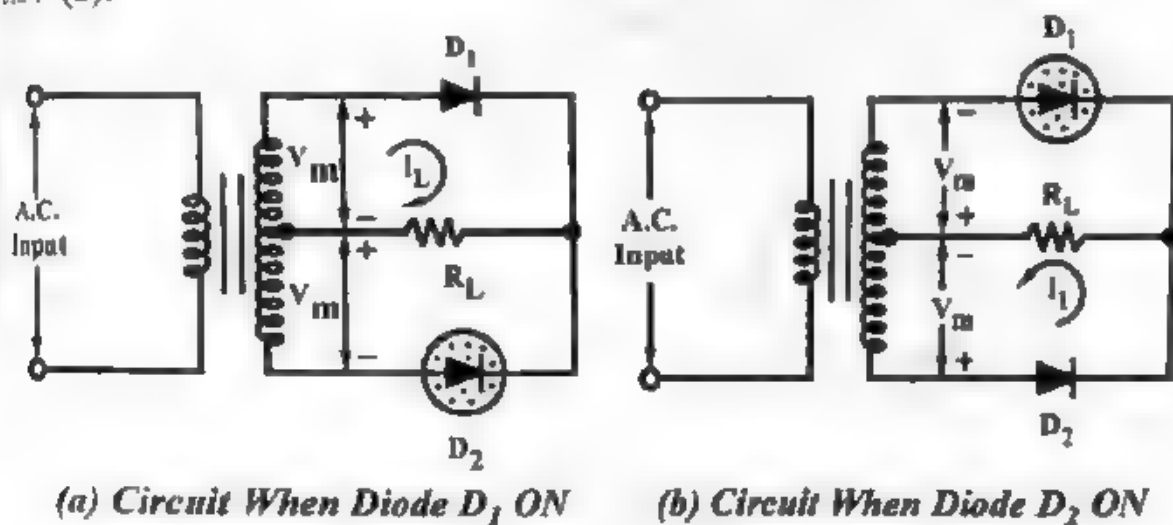 (a) Circuit When Diode D1 ON
A.C.
Input
Vm
Vm
+
−
+
−
IL
RL
D1
D2
(b) Circuit When Diode D2 ON
A.C.
Input
Vm
Vm
−
+
−
+
RL
I1
D1
D2